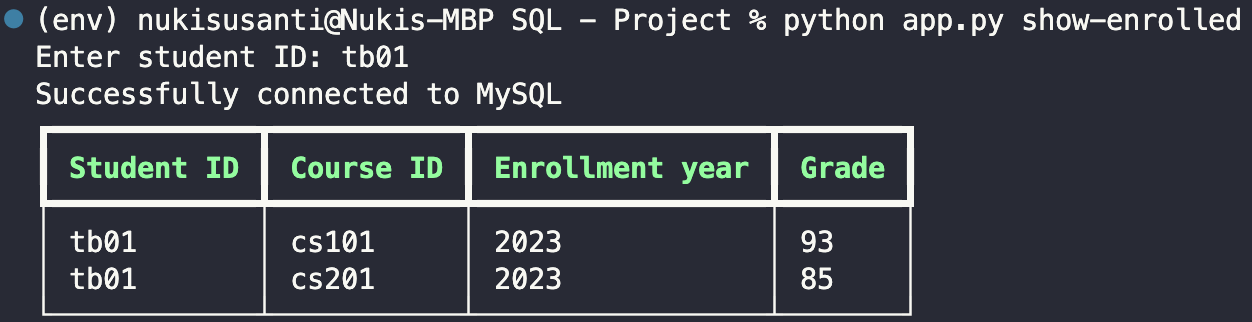 (env) nukisusanti@Nukis-MBP SQL - Project % python app.py show-enrolled
Enter student ID: tb01
Successfully connected to MySQL
Student ID Course ID Enrollment year Grade
tb01 cs101 2023 93
tb01 cs201 2023 85